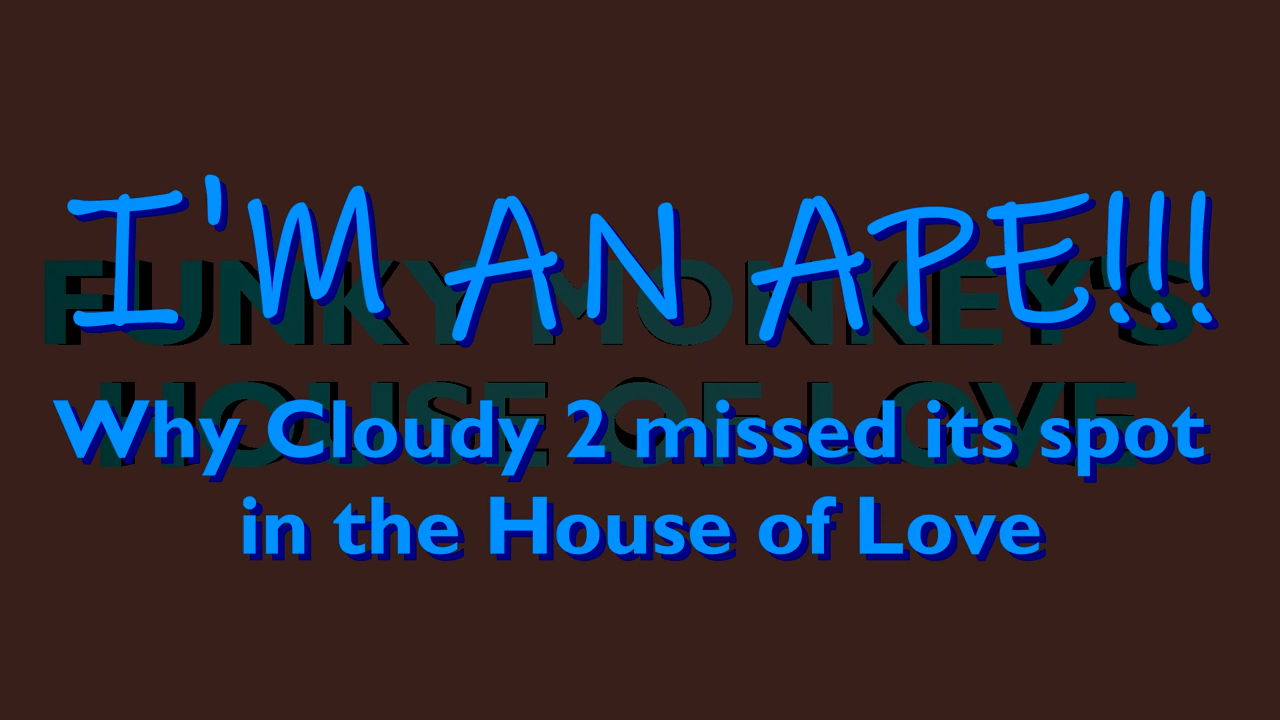 I'M AN APE!!!
FUNKY MONKEY'S
HOUSE OF LOVE
Why Cloudy 2 missed its spot
in the House of Love